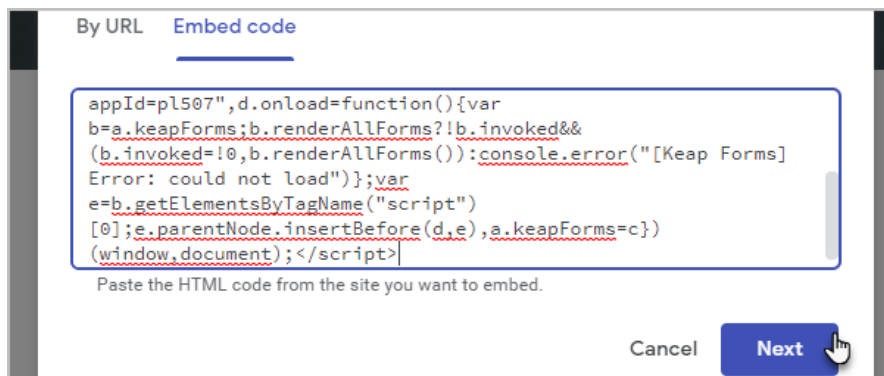 By URL Embed code
appId=pl507",d.onload=function(){var
b=a.keapForms;b.renderAllForms?!b.invoked&&
(b.invoked=!0,b.renderAllForms()):console.error("[Keap Forms]
Error: could not load")};var
e=b.getElementsByTagName("script")
[0];e.parentNode.insertBefore(d,e),a.keapForms=c})
(window,document);</script>
Paste the HTML code from the site you want to embed.
Cancel Next